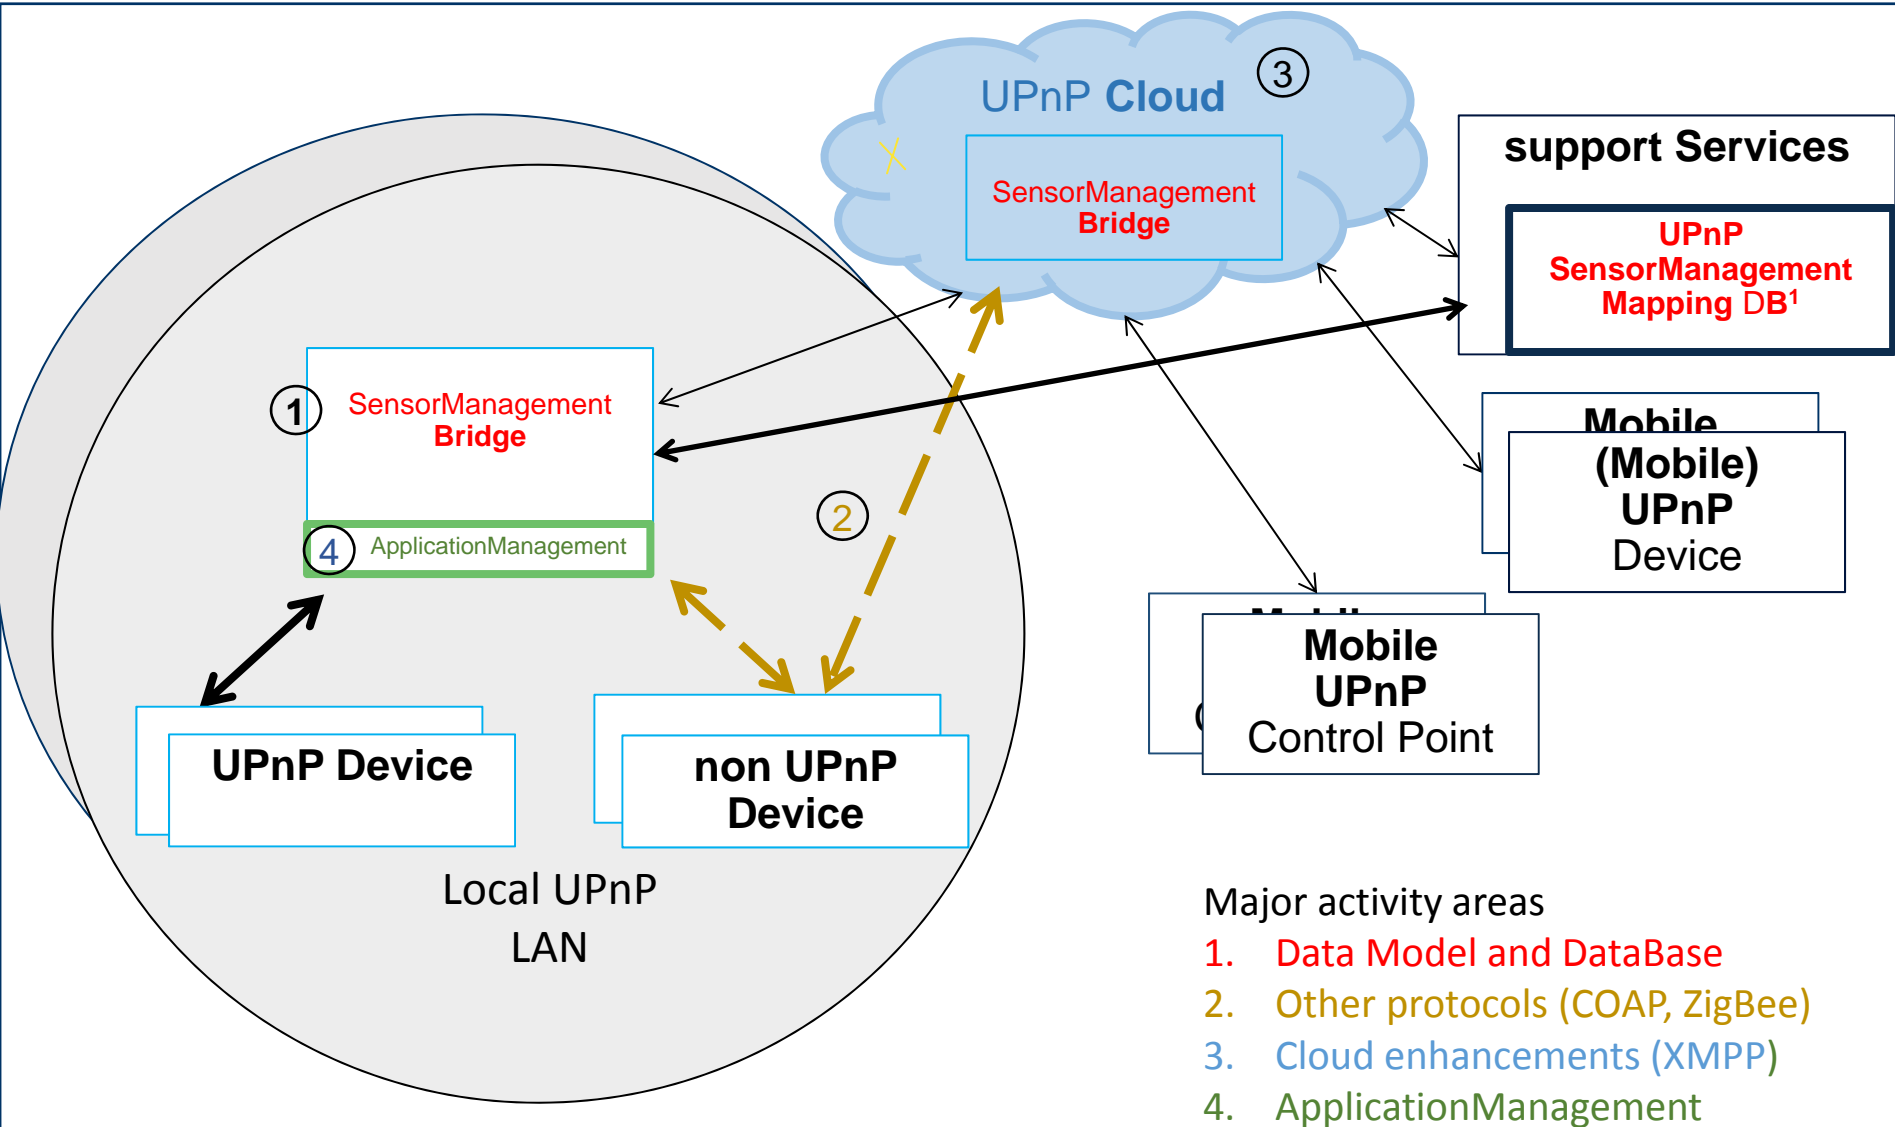 UPnP Cloud
3
X
SensorManagement
Bridge
support Services
UPnP
SensorManagement
Mapping DB¹
1
SensorManagement
Bridge
4
ApplicationManagement
2
Mobile
(Mobile)
UPnP
Device
Mobile
UPnP
Control Point
UPnP Device
non UPnP
Device
Local UPnP
LAN
Major activity areas
1. Data Model and DataBase
2. Other protocols (COAP, ZigBee)
3. Cloud enhancements (XMPP)
4. ApplicationManagement